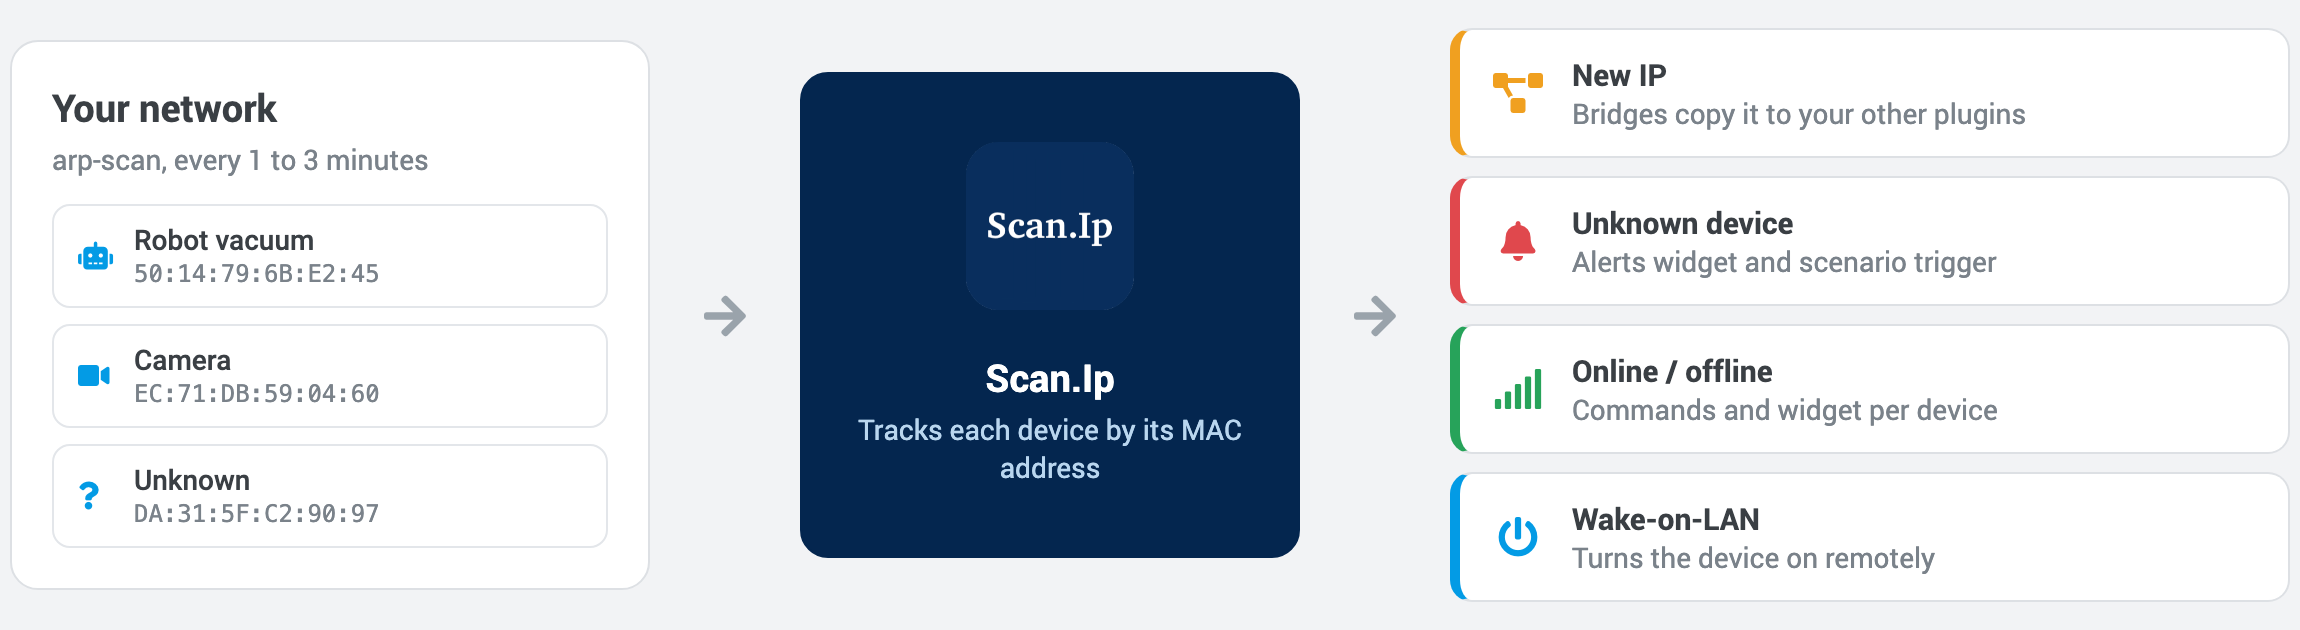 Your network
arp-scan, every 1 to 3 minutes
Robot vacuum
50:14:79:6B:E2:45
Camera
EC:71:DB:59:04:60
Unknown
DA:31:5F:C2:90:97
Scan.Ip
Scan.Ip
Tracks each device by its MAC
address
New IP
Bridges copy it to your other plugins
Unknown device
Alerts widget and scenario trigger
Online / offline
Commands and widget per device
Wake-on-LAN
Turns the device on remotely